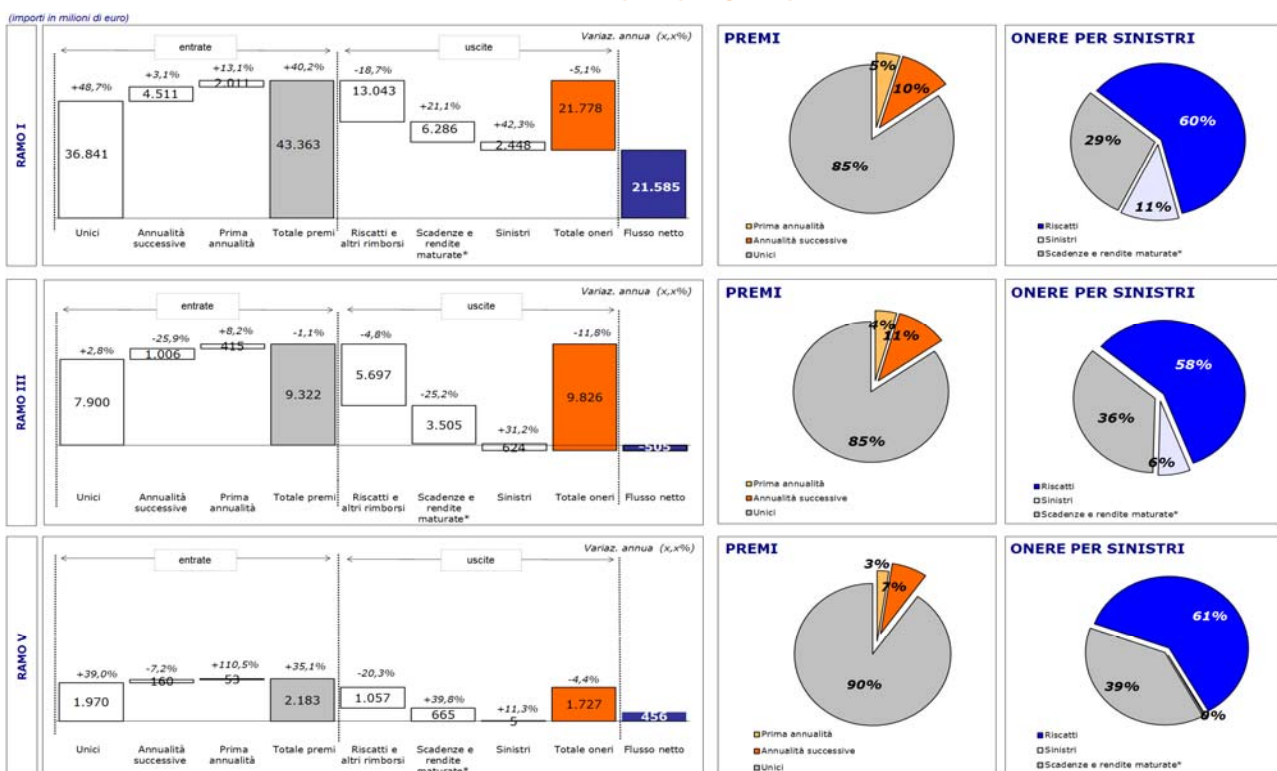 (importi in milioni di euro)
RAMO I
entrate
uscite
Variaz. annua (x,x%)
+48,7%
+3,1%
+13,1%
+40,2%
-18,7%
+21,1%
+42,3%
-5,1%
36.841
4.511
2.011
43.363
13.043
6.286
2.448
21.778
21.585
Unici
Annualità successive
Prima annualità
Totale premi
Riscatti e altri rimborsi
Scadenze e rendite maturate*
Sinistri
Totale oneri
Flusso netto
PREMI
5%
10%
85%
Prima annualità
Annualità successive
Unici
ONERE PER SINISTRI
60%
29%
11%
Riscatti
Sinistri
Scadenze e rendite maturate*
RAMO III
entrate
uscite
Variaz. annua (x,x%)
+2,8%
-25,9%
+8,2%
-1,1%
-4,8%
-25,2%
+31,2%
-11,8%
7.900
1.006
415
9.322
5.697
3.505
624
9.826
-505
Unici
Annualità successive
Prima annualità
Totale premi
Riscatti e altri rimborsi
Scadenze e rendite maturate*
Sinistri
Totale oneri
Flusso netto
PREMI
4%
11%
85%
Prima annualità
Annualità successive
Unici
ONERE PER SINISTRI
58%
36%
6%
Riscatti
Sinistri
Scadenze e rendite maturate*
RAMO V
entrate
uscite
Variaz. annua (x,x%)
+39,0%
-7,2%
+110,5%
+35,1%
-20,3%
+39,8%
+11,3%
-4,4%
1.970
160
53
2.183
1.057
665
5
1.727
456
Unici
Annualità successive
Prima annualità
Totale premi
Riscatti e altri rimborsi
Scadenze e rendite maturate*
Sinistri
Totale oneri
Flusso netto
PREMI
3%
7%
90%
Prima annualità
Annualità successive
Unici
ONERE PER SINISTRI
61%
39%
0%
Riscatti
Sinistri
Scadenze e rendite maturate*